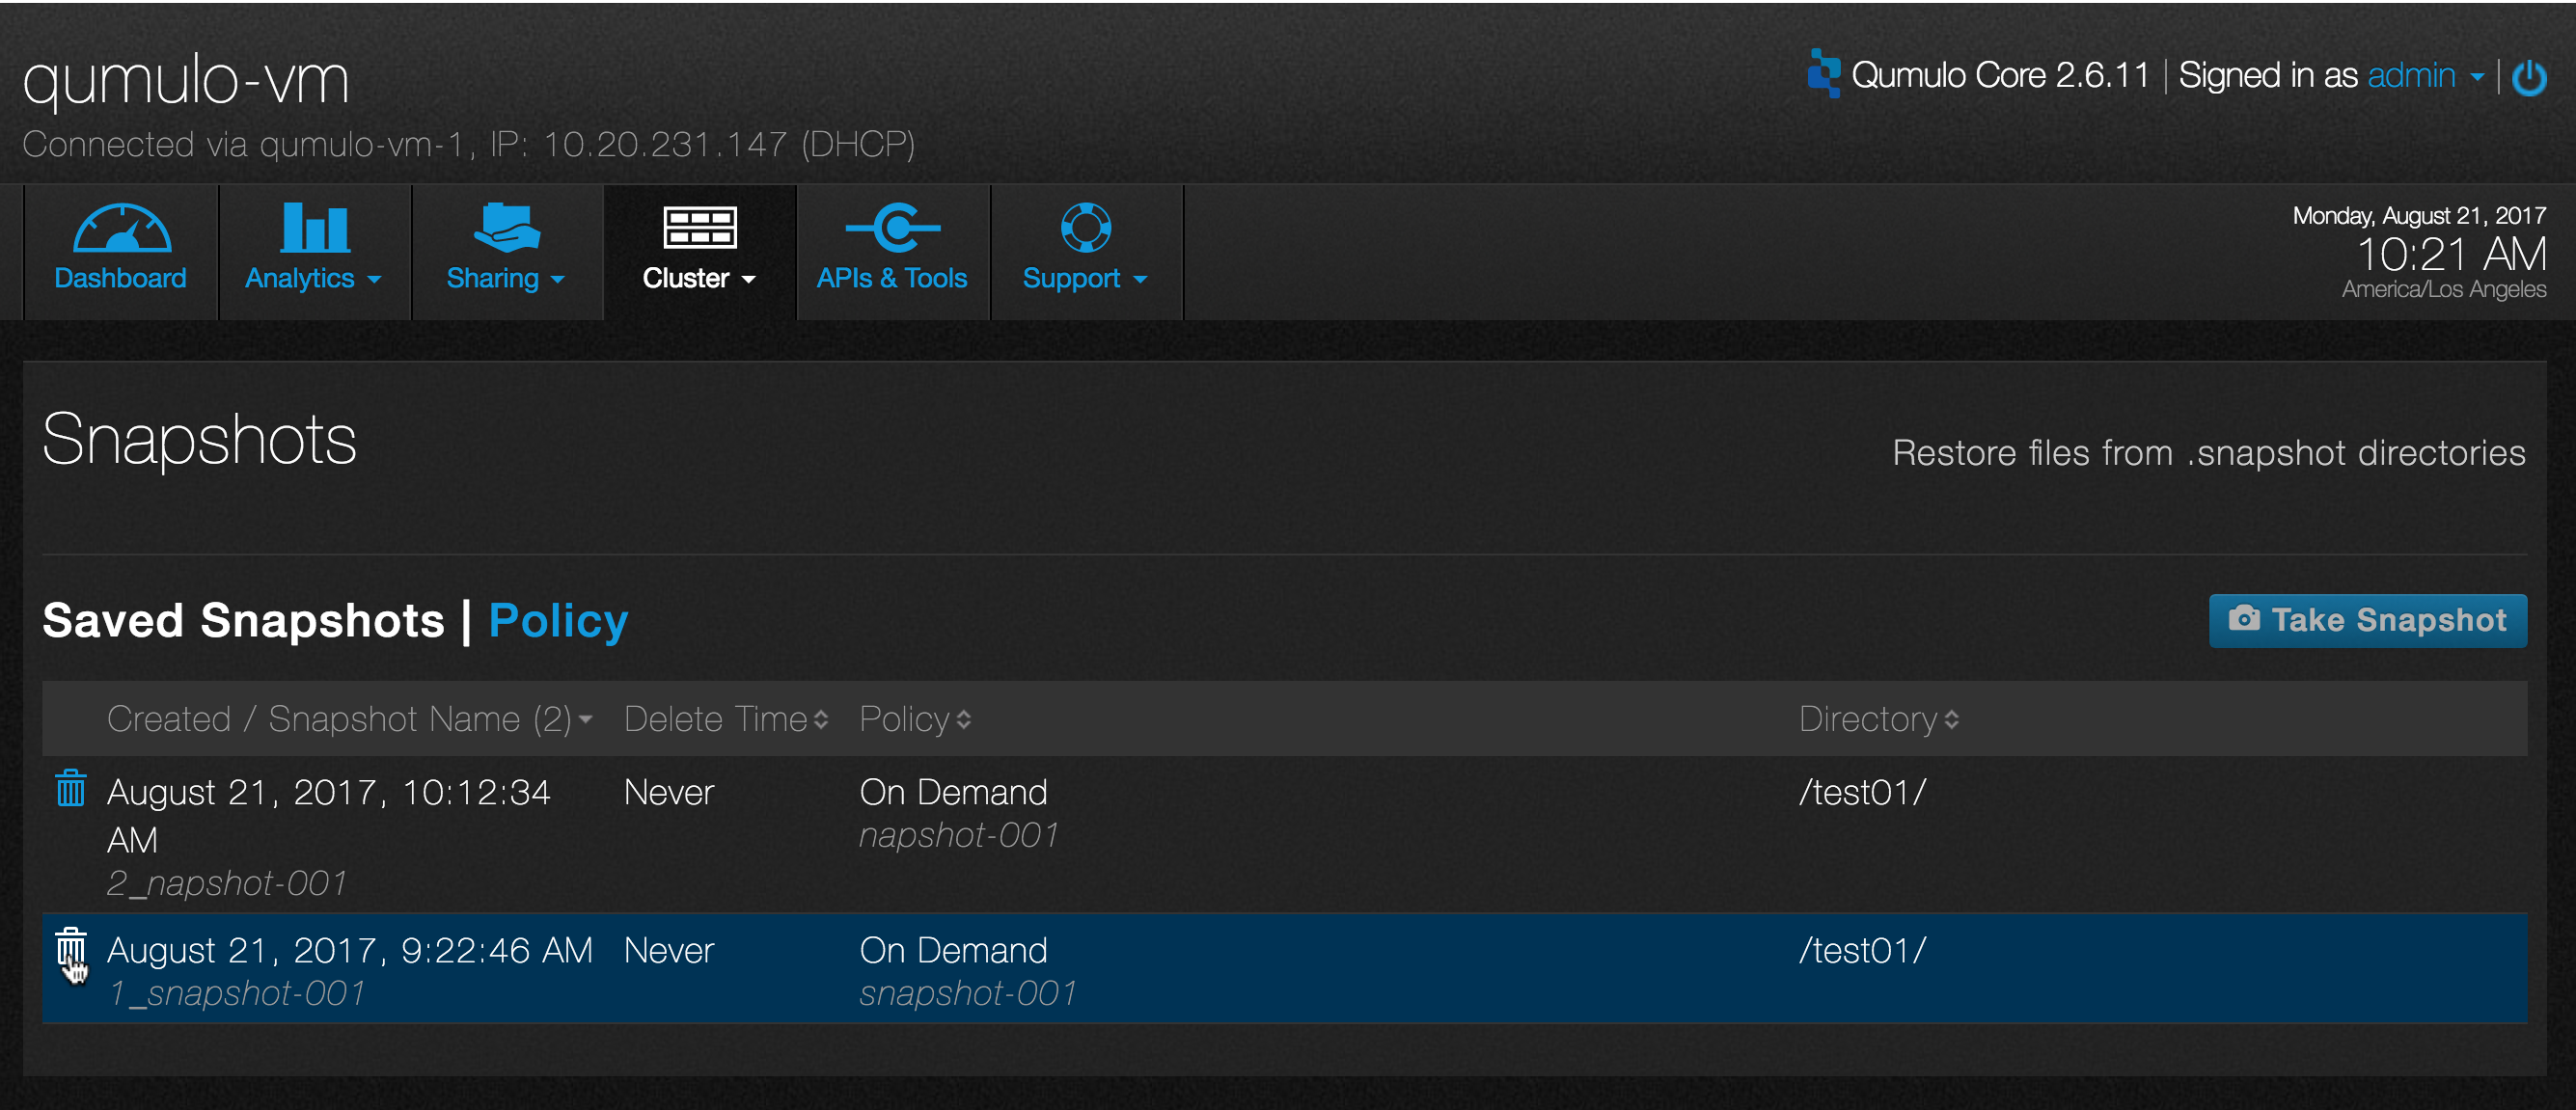 qumulo-vm
Connected via qumulo-vm-1, IP: 10.20.231.147 (DHCP)
Qumulo Core 2.6.11 | Signed in as admin |
Dashboard
Analytics
Sharing
Cluster
APIs & Tools
Support
Monday, August 21, 2017
10:21 AM
America/Los Angeles
Snapshots
Restore files from .snapshot directories
Saved Snapshots | Policy
Take Snapshot
Created / Snapshot Name (2) Delete Time Policy Directory
August 21, 2017, 10:12:34 Never On Demand /test01/
AM napshot-001
2_napshot-001
August 21, 2017, 9:22:46 AM Never On Demand /test01/
1_snapshot-001 snapshot-001